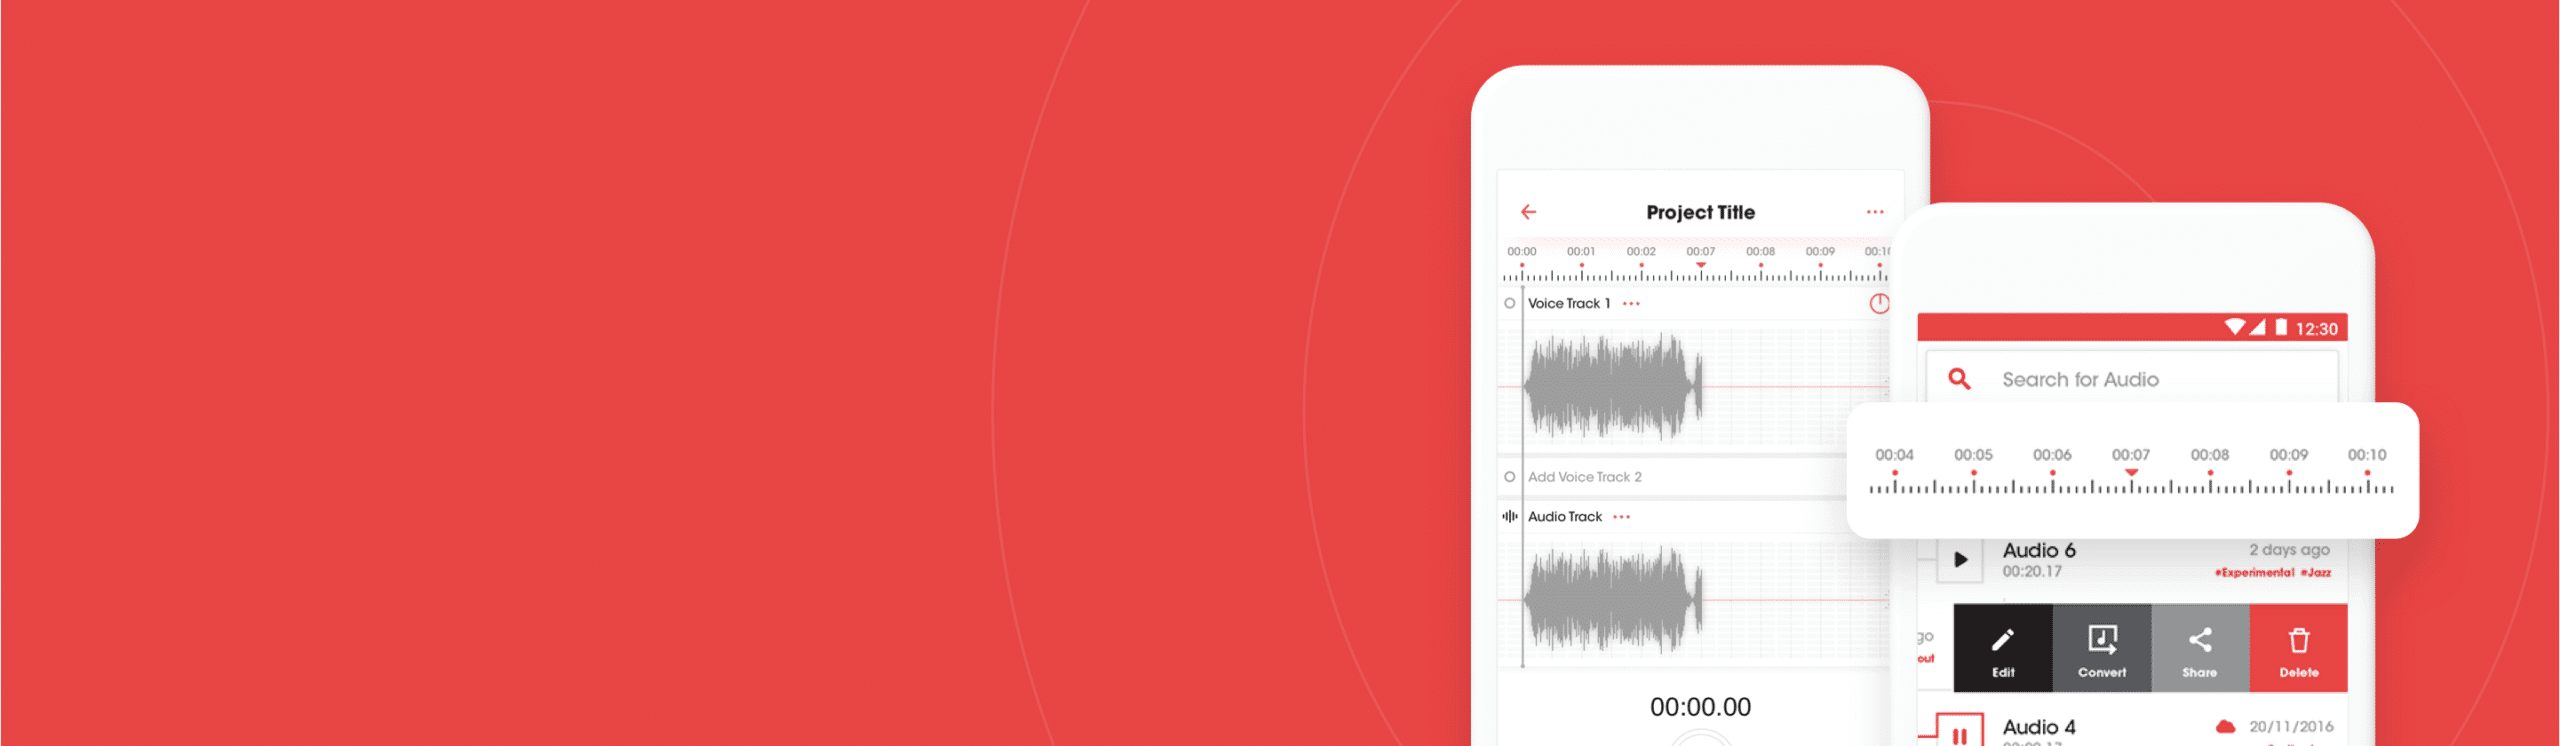 Project Title
00:00 00:01 00:02 00:07 00:08 00:09
Voice Track 1
Add Voice Track 2
Audio Track
00:00.00
12:30
Search for Audio
00:04 00:05 00:06 00:07 00:08 00:09 00:10
Audio 6 2 days ago
00:20.17 #Experimental #Jazz
go
out
Edit Convert Share Delete
Audio 4 20/11/2016